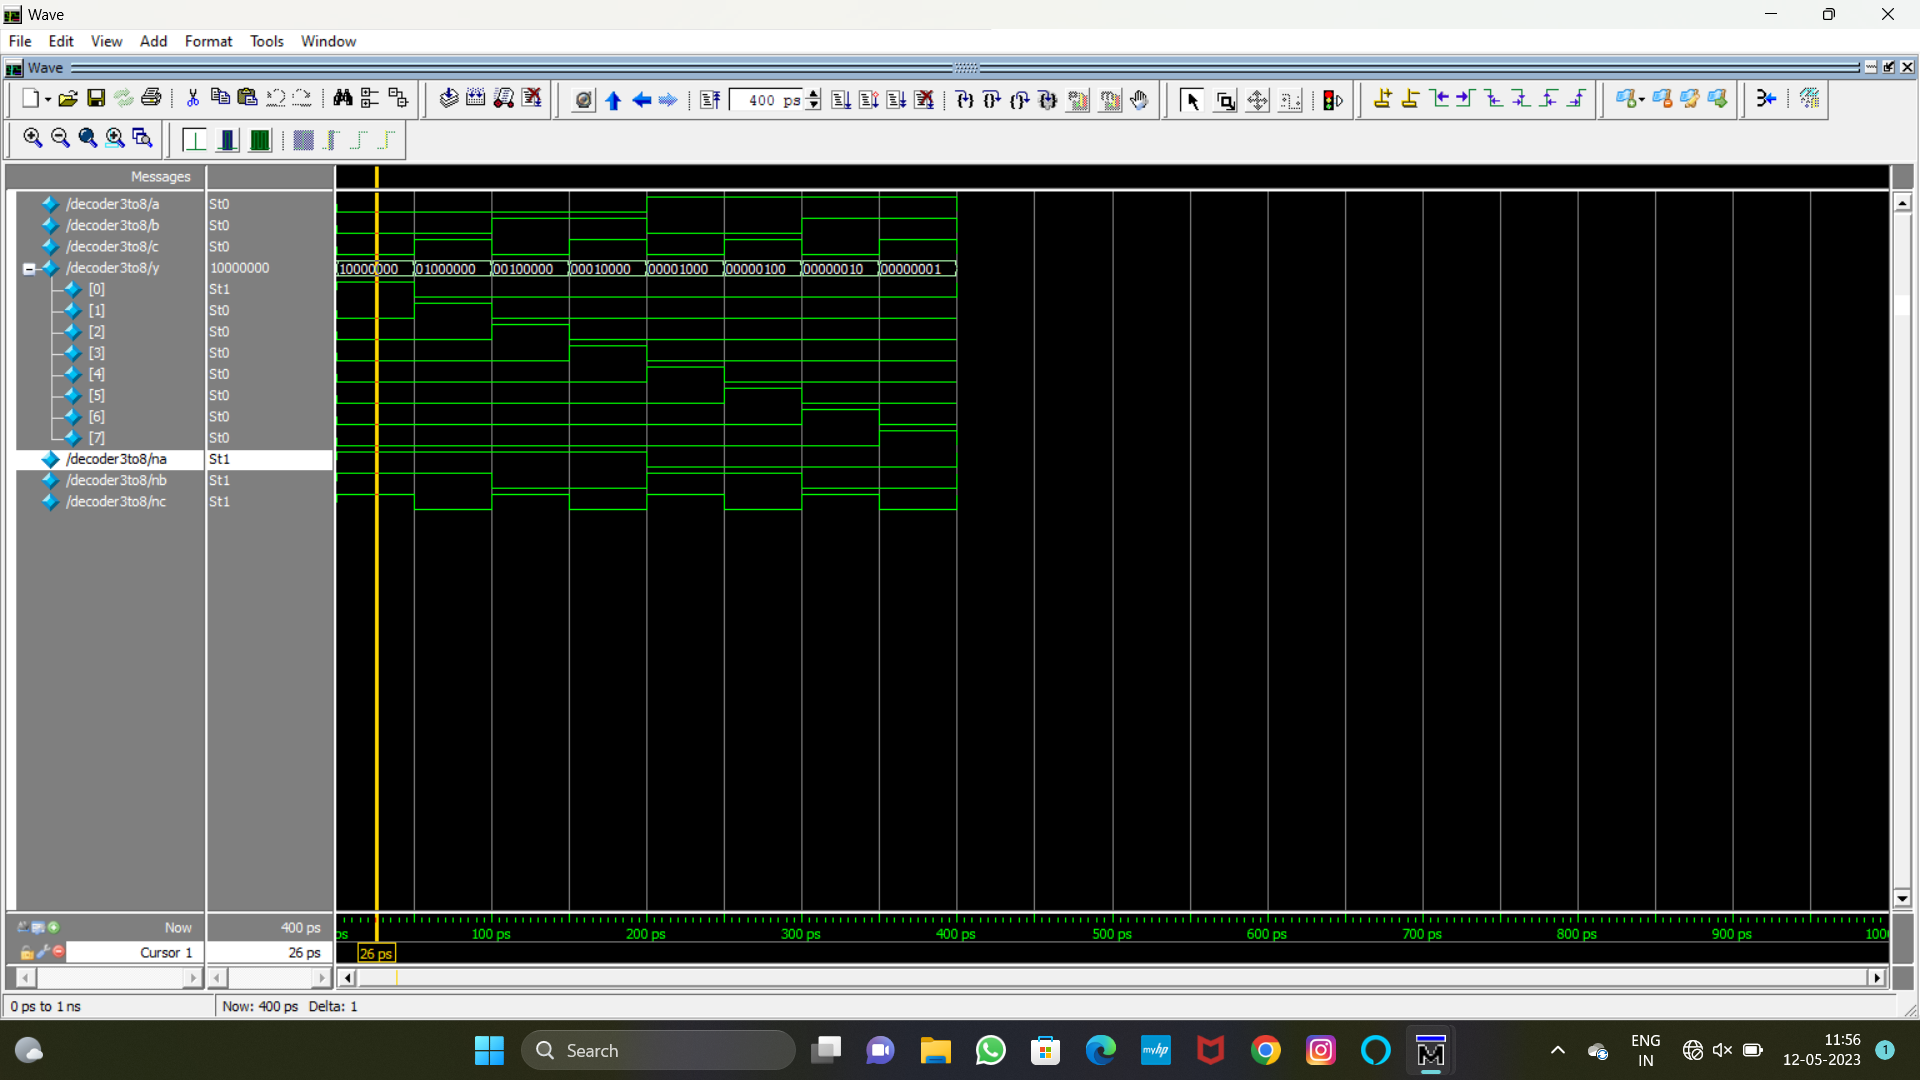 Wave
File Edit View Add Format Tools Window
Wave
400 ps
Messages
/decoder3to8/a St0
/decoder3to8/b St0
/decoder3to8/c St0
/decoder3to8/y 10000000 10000000 01000000 00100000 00010000 00001000 00000100 00000010 00000001
[0] St1
[1] St0
[2] St0
[3] St0
[4] St0
[5] St0
[6] St0
[7] St0
/decoder3to8/na St1
/decoder3to8/nb St1
/decoder3to8/nc St1
Now 400 ps ps 100 ps 200 ps 300 ps 400 ps 500 ps 600 ps 700 ps 800 ps 900 ps 1000
Cursor 1 26 ps 26 ps
0 ps to 1 ns Now: 400 ps Delta: 1
Search
myhp
M
ENG
IN
11:56
12-05-2023
1